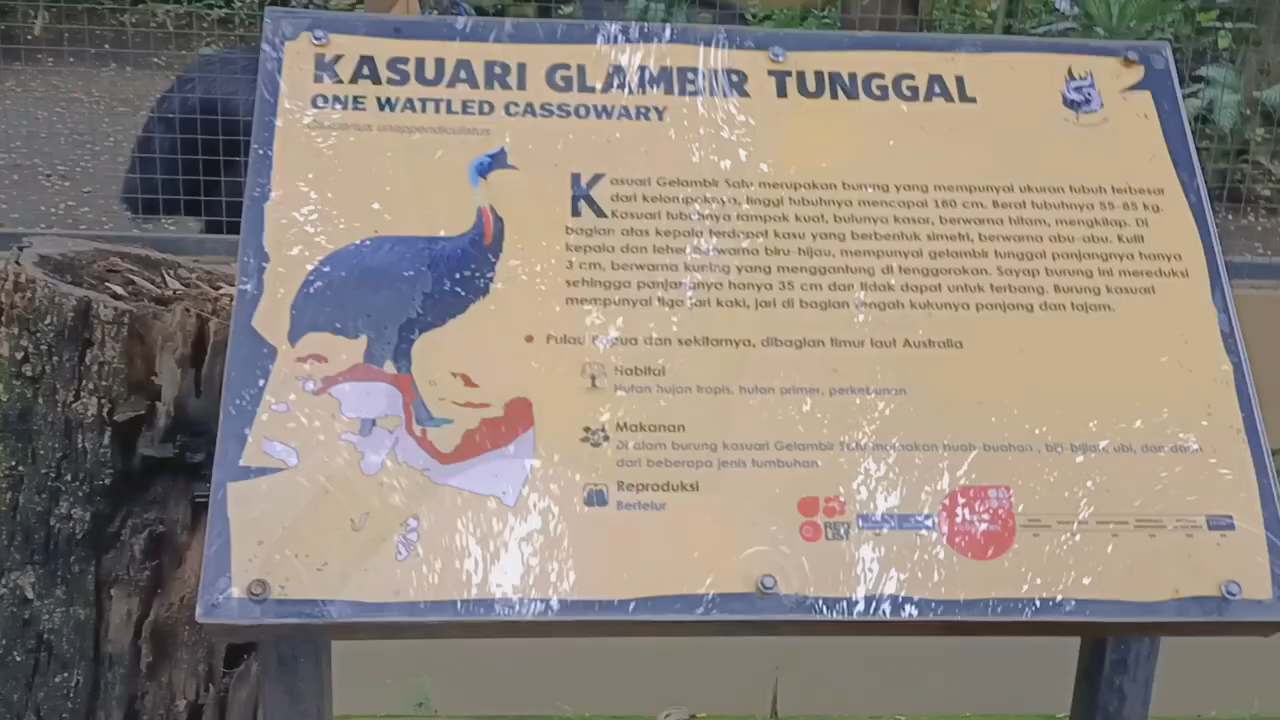 KASUARI GLAMBIR TUNGGAL
ONE WATTLED CASSOWARY
Casuarius unappendiculatus
Kasuari Gelambir Satu merupakan burung yang mempunyai ukuran tubuh terbesar
dari kelompoknya, tinggi tubuhnya mencapai 180 cm. Berat tubuhnya 55-85 kg.
Kasuari tubuhnya tampak kuat, bulunya kasar, berwarna hitam, mengkilap. Di
bagian atas kepala terdapat kasu yang berbentuk simetri, berwarna abu-abu. Kulit
kepala dan leher berwarna biru-hijau, mempunyai gelambir tunggal panjangnya hanya
3 cm, berwarna kuning yang menggantung di tenggorokan. Sayap burung ini mereduksi
sehingga panjangnya hanya 35 cm dan tidak dapat untuk terbang. Burung kasuari
mempunyai tiga jari kaki, jari di bagian tengah kukunya panjang dan tajam.
Pulau Papua dan sekitarnya, dibagian timur laut Australia
Habitat
Hutan hujan tropis, hutan primer, perkebunan
Makanan
Di alam burung kasuari Gelambir Satu memakan buah-buahan , biji-bijian, ubi, dan daun
dari beberapa jenis tumbuhan
Reproduksi
Bertelur
RED
LIST